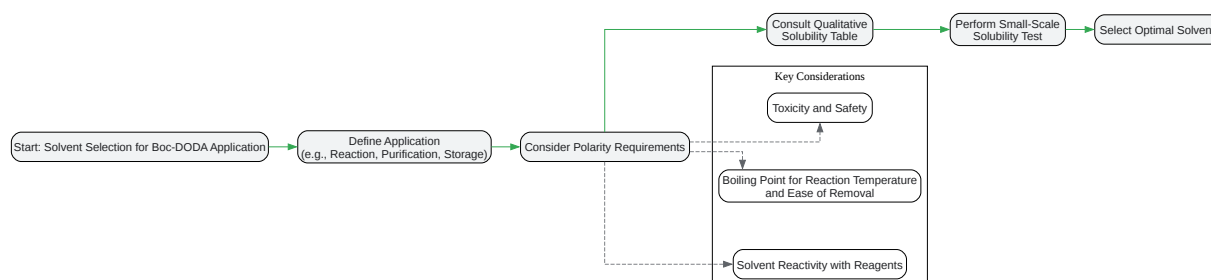 Start: Solvent Selection for Boc-DODA Application
Define Application
(e.g., Reaction, Purification, Storage)
Consider Polarity Requirements
Consult Qualitative
Solubility Table
Perform Small-Scale
Solubility Test
Select Optimal Solvent
Key Considerations
Toxicity and Safety
Boiling Point for Reaction Temperature
and Ease of Removal
Solvent Reactivity with Reagents